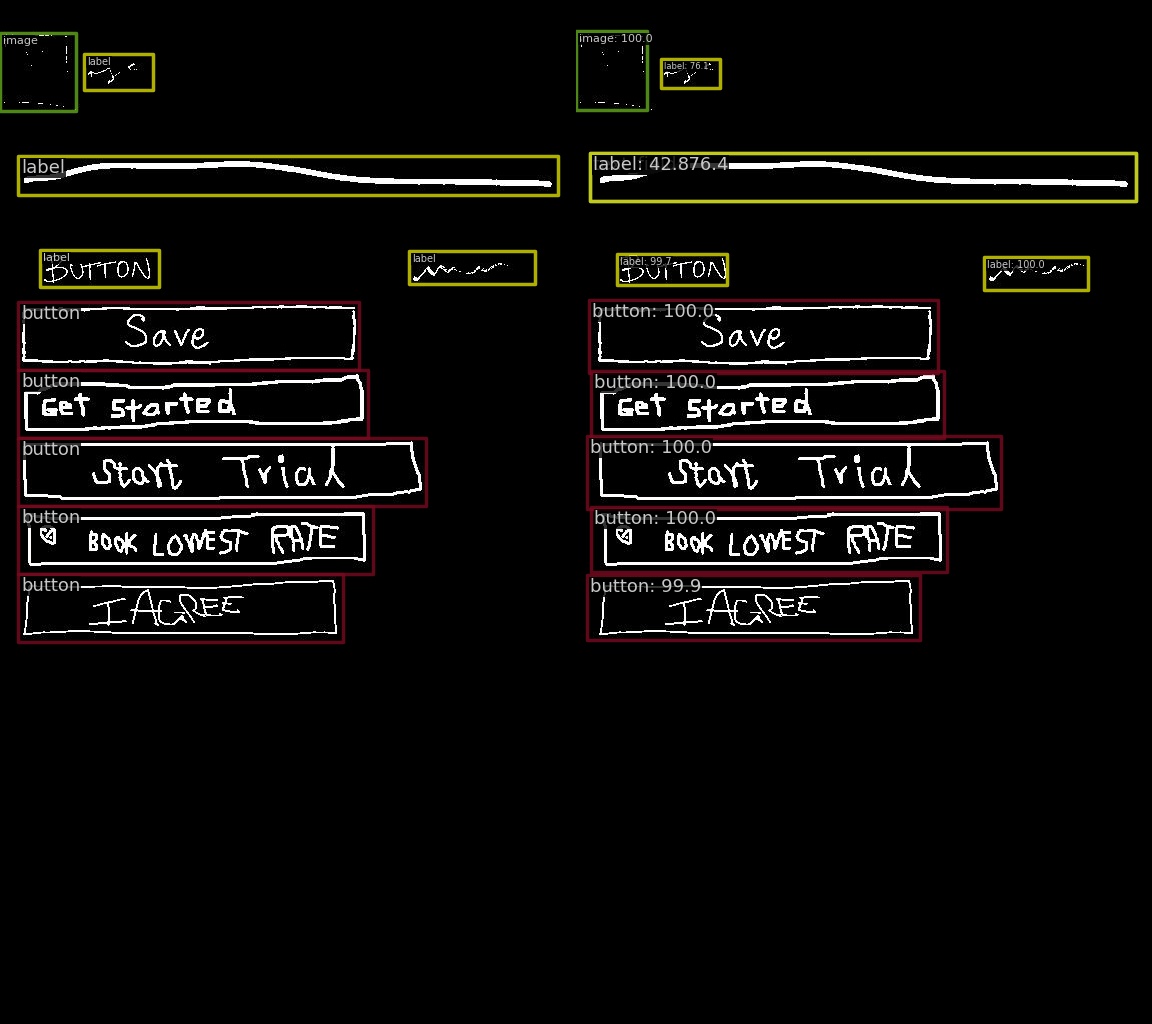 image
label
label
label
BUTTON
label
button
Save
button
Get Started
button
Start Trial
button
BOOK LOWEST RATE
button
I AGREE
image: 100.0
label: 76.1
label: 42.876.4
label: 99.7
BUTTON
label: 100.0
button: 100.0
Save
button: 100.0
Get Started
button: 100.0
Start Trial
button: 100.0
BOOK LOWEST RATE
button: 99.9
I AGREE